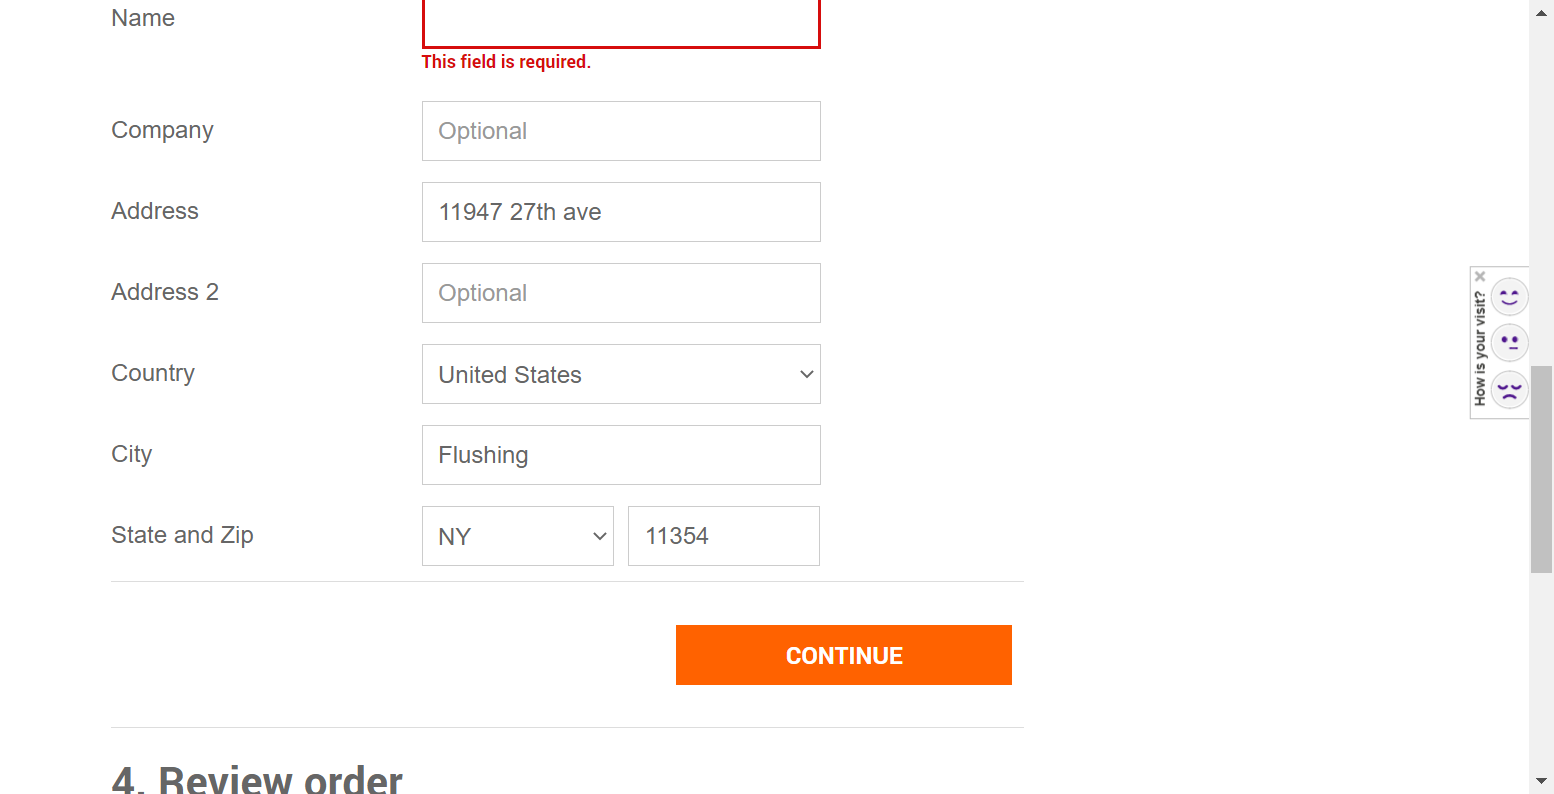 Name
This field is required.
Company
Optional
Address
11947 27th ave
Address 2
Optional
Country
United States
City
Flushing
State and Zip
NY
11354
CONTINUE
4. Review order
How is your visit?